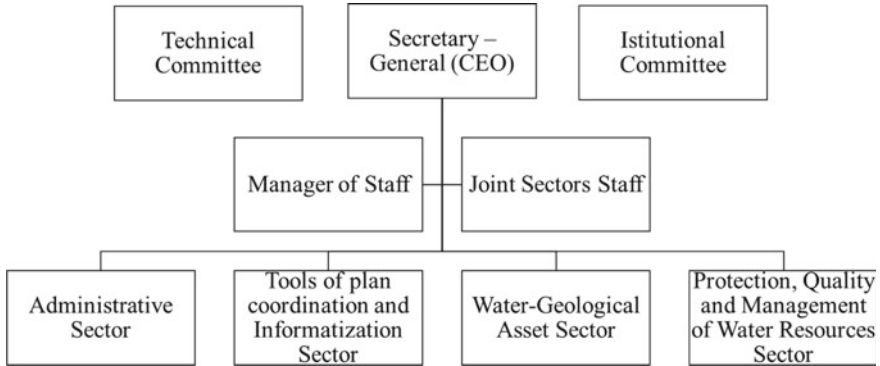 Technical
Committee
Secretary –
General (CEO)
Istitutional
Committee
Manager of Staff
Joint Sectors Staff
Administrative
Sector
Tools of plan
coordination and
Informatization
Sector
Water-Geological
Asset Sector
Protection, Quality
and Management
of Water Resources
Sector